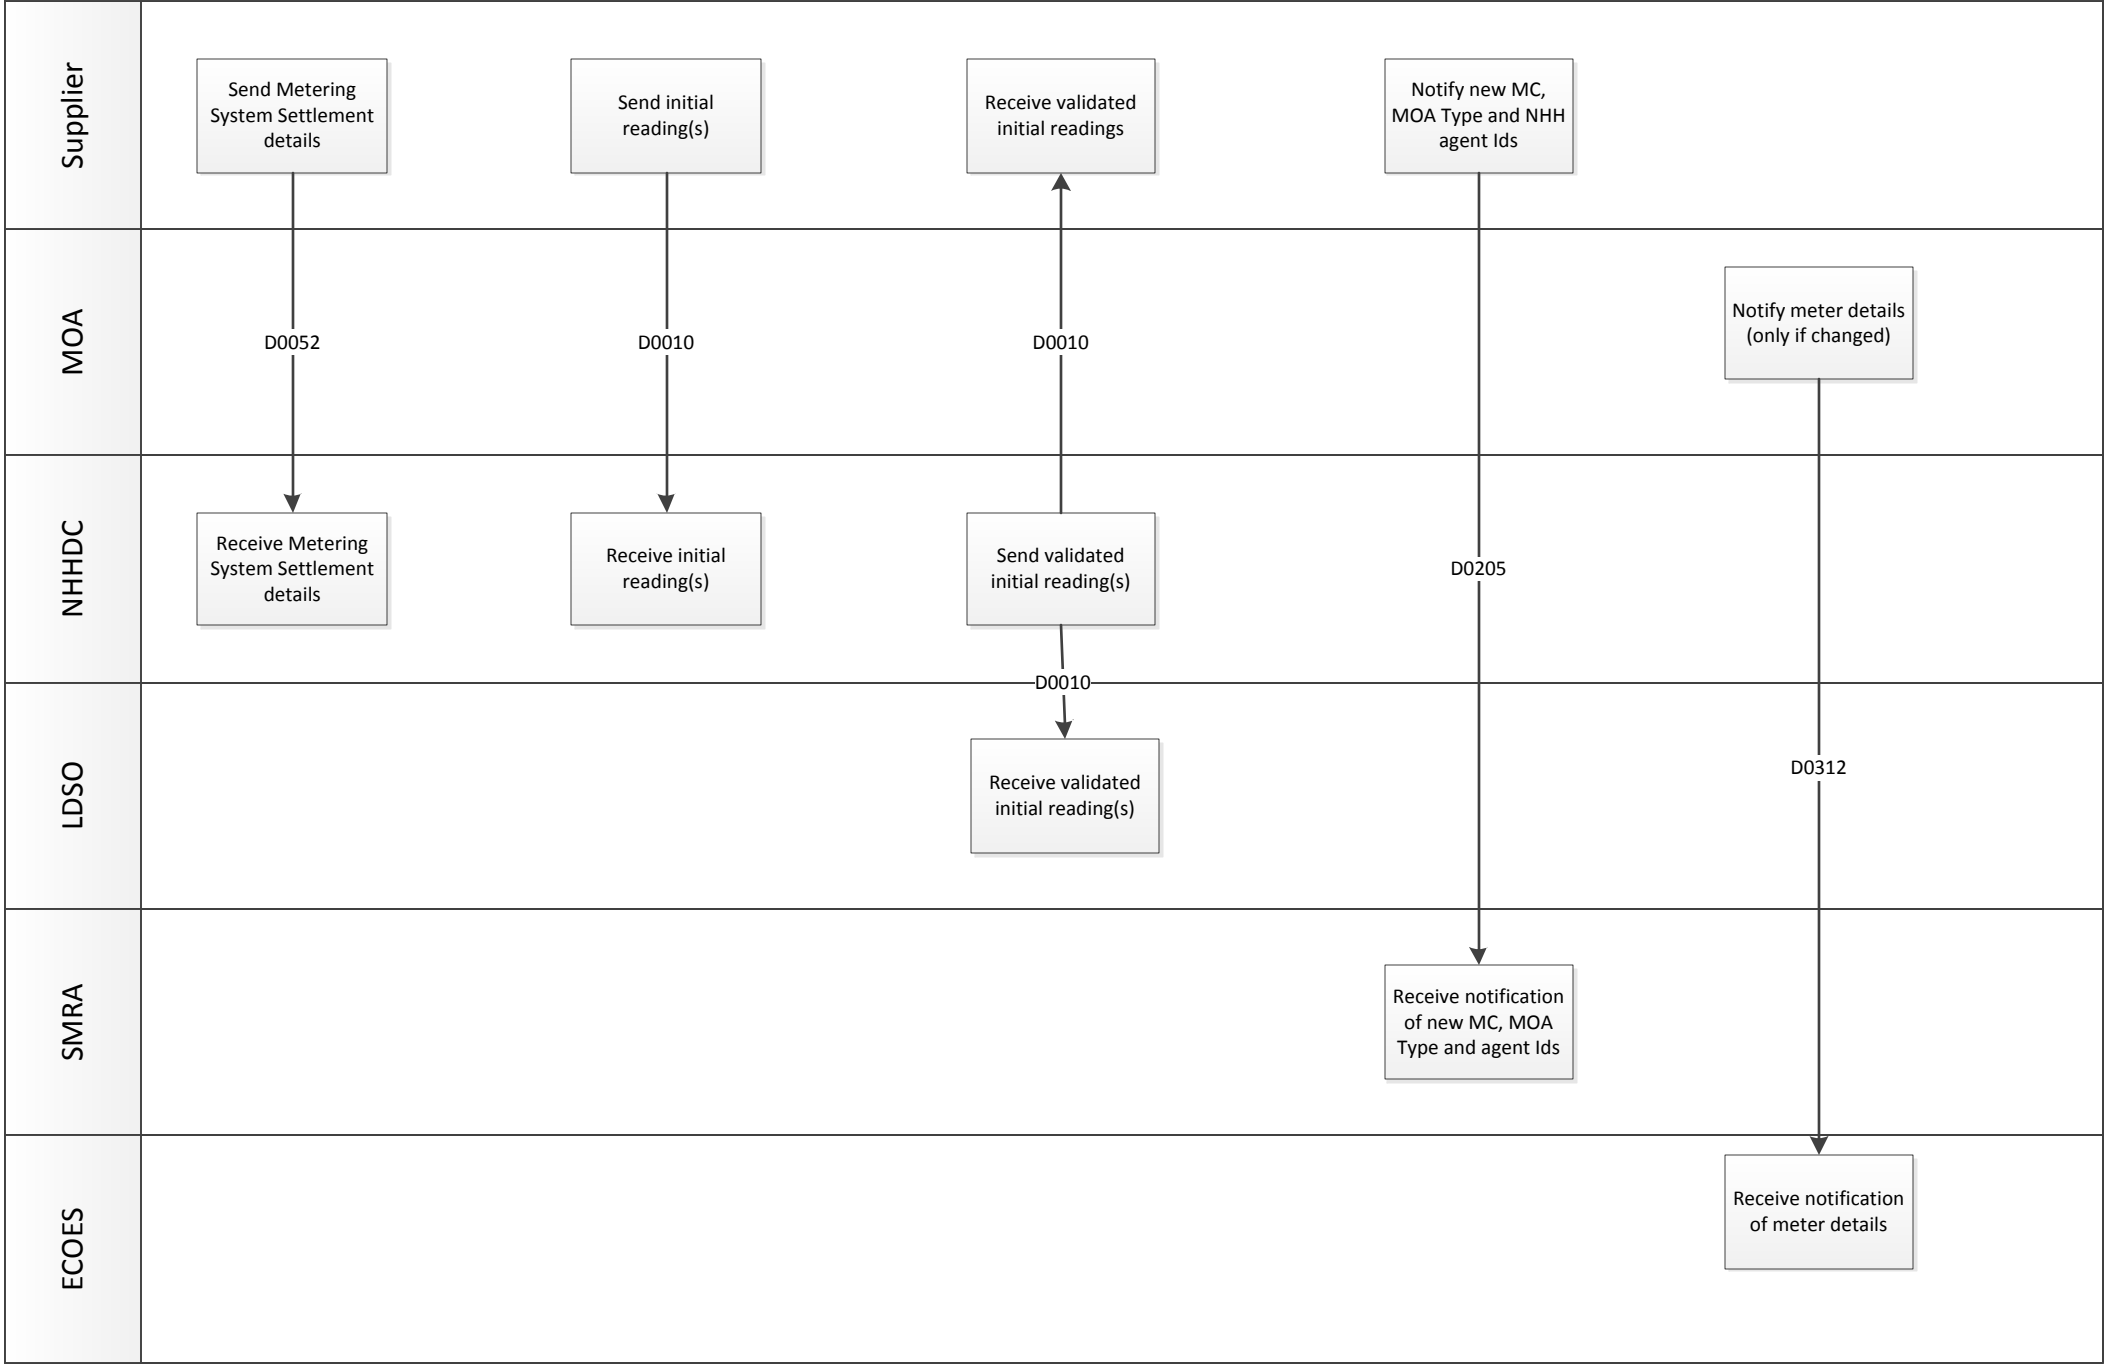 Supplier
Send Metering
System Settlement
details
Send initial
reading(s)
Receive validated
initial readings
Notify new MC,
MOA Type and NHH
agent Ids
MOA
D0052
D0010
D0010
Notify meter details
(only if changed)
NHHDC
Receive Metering
System Settlement
details
Receive initial
reading(s)
Send validated
initial reading(s)
D0205
D0010
LDSO
Receive validated
initial reading(s)
D0312
SMRA
Receive notification
of new MC, MOA
Type and agent Ids
ECOES
Receive notification
of meter details